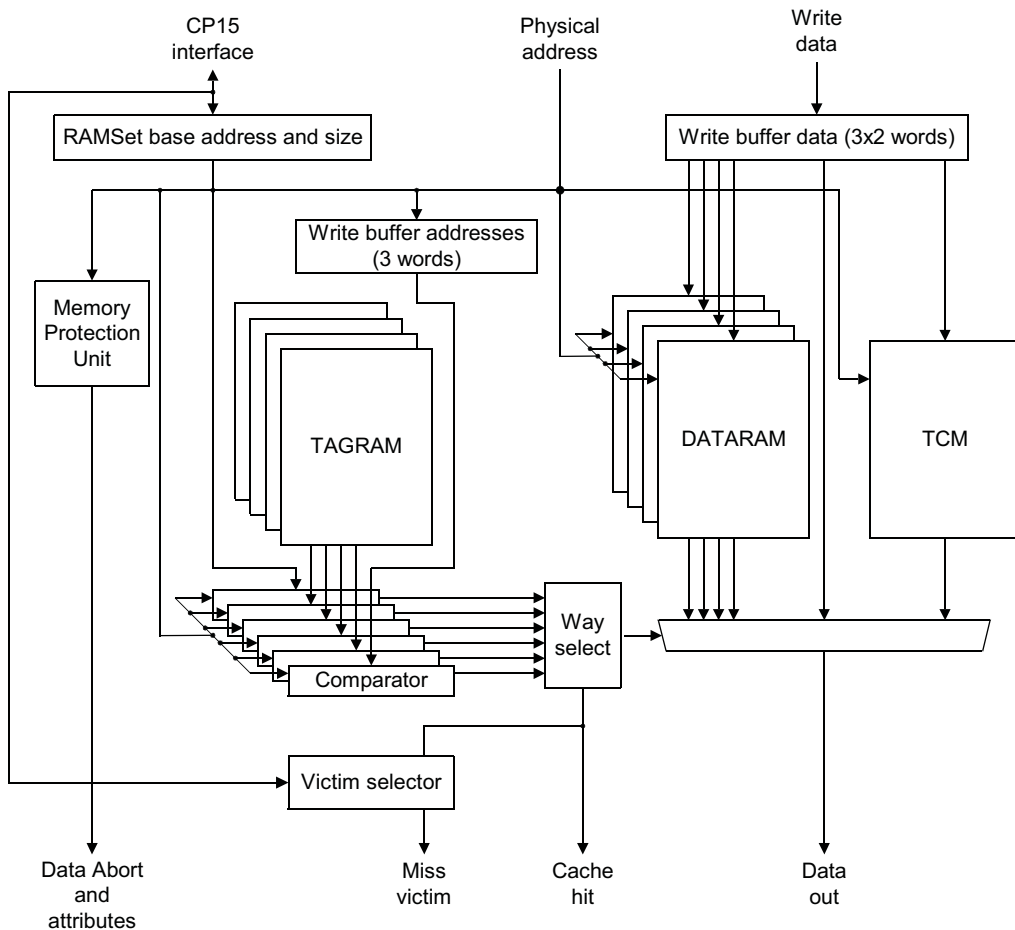 CP15
interface
Physical
address
Write
data
RAMSet base address and size
Write buffer data (3x2 words)
Write buffer addresses
(3 words)
Memory
Protection
Unit
TAGRAM
DATARAM
TCM
Way
select
Comparator
Victim selector
Data Abort
and
attributes
Miss
victim
Cache
hit
Data
out